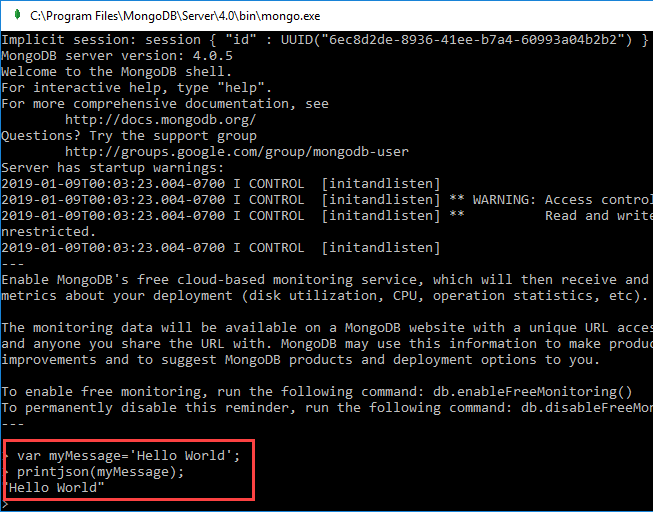 C:\Program Files\MongoDB\Server\4.0\bin\mongo.exe
Implicit session: session { "id" : UUID("6ec8d2de-8936-41ee-b7a4-60993a04b2b2") }
MongoDB server version: 4.0.5
Welcome to the MongoDB shell.
For interactive help, type "help".
For more comprehensive documentation, see
        http://docs.mongodb.org/
Questions? Try the support group
        http://groups.google.com/group/mongodb-user
Server has startup warnings:
2019-01-09T00:03:23.004-0700 I CONTROL  [initandlisten]
2019-01-09T00:03:23.004-0700 I CONTROL  [initandlisten] ** WARNING: Access control
2019-01-09T00:03:23.004-0700 I CONTROL  [initandlisten] **          Read and write
nrestricted.
2019-01-09T00:03:23.004-0700 I CONTROL  [initandlisten]
---
Enable MongoDB's free cloud-based monitoring service, which will then receive and
metrics about your deployment (disk utilization, CPU, operation statistics, etc).

The monitoring data will be available on a MongoDB website with a unique URL acces
and anyone you share the URL with. MongoDB may use this information to make produc
improvements and to suggest MongoDB products and deployment options to you.

To enable free monitoring, run the following command: db.enableFreeMonitoring()
To permanently disable this reminder, run the following command: db.disableFreeMon
---

> var myMessage='Hello World';
> printjson(myMessage);
"Hello World"
>